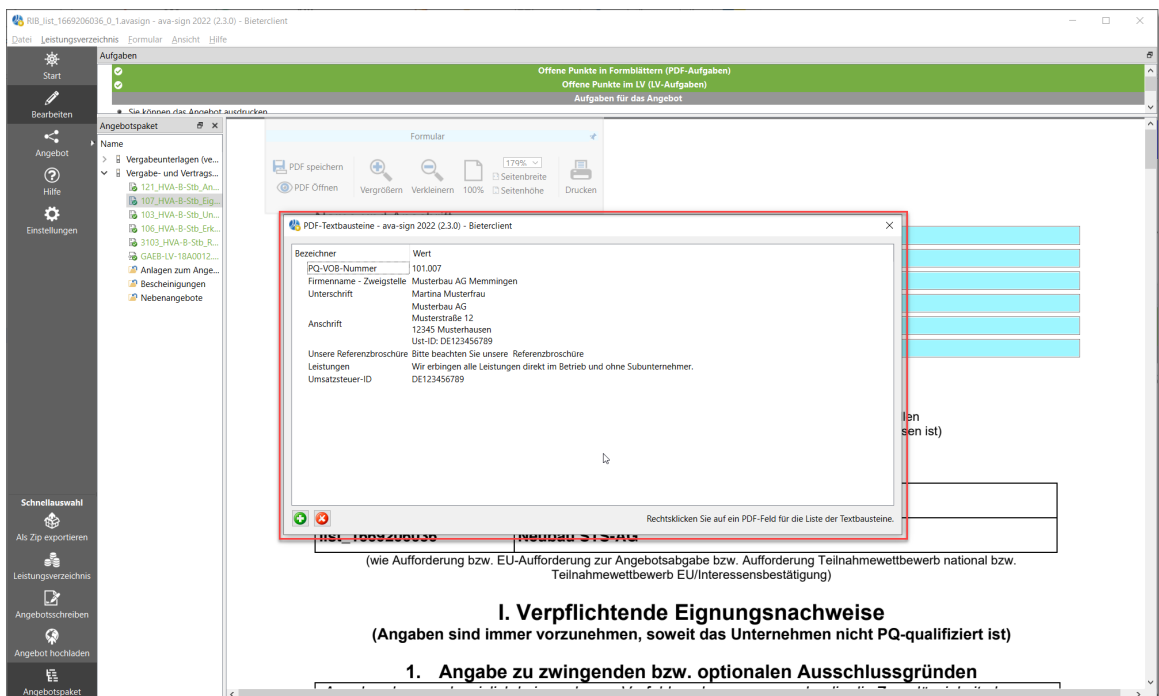 RIB_list_1669206036_0_1.avasign - ava-sign 2022 (2.3.0) - Bieterclient
Datei Leistungsverzeichnis Formular Ansicht Hilfe
Start
Bearbeiten
Angebot
Hilfe
Einstellungen
Schnellauswahl
Als Zip exportieren
Leistungsverzeichnis
Angebotsschreiben
Angebot hochladen
Angebotspaket
Aufgaben
Offene Punkte in Formblättern (PDF-Aufgaben)
Offene Punkte im LV (LV-Aufgaben)
Aufgaben für das Angebot
Sie können das Angebot ausdrucken
Angebotspaket
Name
Vergabeunterlagen (ve...
Vergabe- und Vertrags...
121_HVA-B-Stb_An...
107_HVA-B-Stb_Eig...
103_HVA-B-Stb_Un...
106_HVA-B-Stb_Erk...
3103_HVA-B-Stb_R...
GAEB-LV-18A0012....
Anlagen zum Ange...
Bescheinigungen
Nebenangebote
Formular
PDF speichern
PDF Öffnen
Vergrößern
Verkleinern
100%
179%
Seitenbreite
Seitenhöhe
Drucken
PDF-Textbausteine - ava-sign 2022 (2.3.0) - Bieterclient
Bezeichner Wert
PQ-VOB-Nummer 101.007
Firmenname - Zweigstelle Musterbau AG Memmingen
Unterschrift Martina Musterfrau
Anschrift Musterbau AG
Musterstraße 12
12345 Musterhausen
Ust-ID: DE123456789
Unsere Referenzbroschüre Bitte beachten Sie unsere Referenzbroschüre
Leistungen Wir erbingen alle Leistungen direkt im Betrieb und ohne Subunternehmer.
Umsatzsteuer-ID DE123456789
Rechtsklicken Sie auf ein PDF-Feld für die Liste der Textbausteine.
len
sen ist)
list_1669206036 Neubau STS-AG
(wie Aufforderung bzw. EU-Aufforderung zur Angebotsabgabe bzw. Aufforderung Teilnahmewettbewerb national bzw.
Teilnahmewettbewerb EU/Interessensbestätigung)
I. Verpflichtende Eignungsnachweise
(Angaben sind immer vorzunehmen, soweit das Unternehmen nicht PQ-qualifiziert ist)
1. Angabe zu zwingenden bzw. optionalen Ausschlussgründen